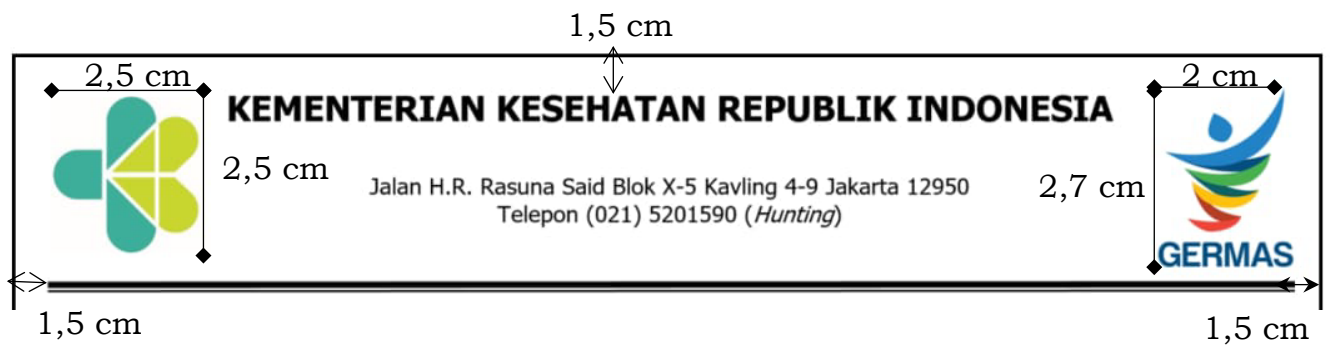 1,5 cm
2,5 cm
2 cm
KEMENTERIAN KESEHATAN REPUBLIK INDONESIA
2,5 cm
Jalan H.R. Rasuna Said Blok X-5 Kavling 4-9 Jakarta 12950
2,7 cm
Telepon (021) 5201590 (Hunting)
GERMAS
1,5 cm
1,5 cm